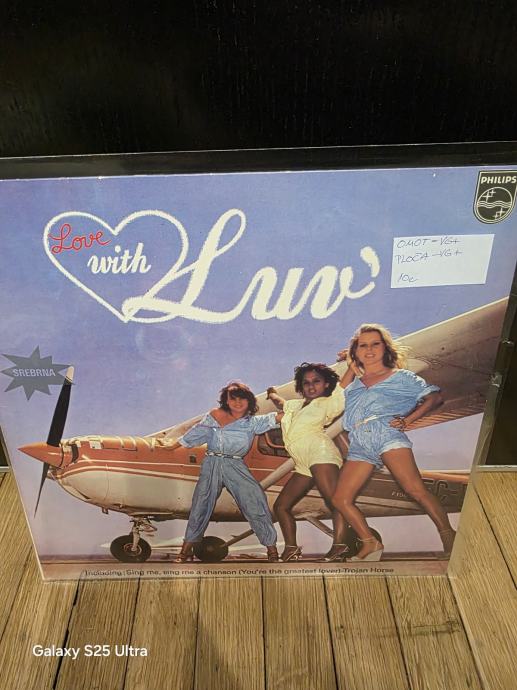 PHILIPS
Love
with
Luv'
OMOT - VG+
PLOČA - VG+
10€
SREBRNA
Including: Sing me, sing me a chanson (You're the greatest lover)-Trojan Horse
Galaxy S25 Ultra